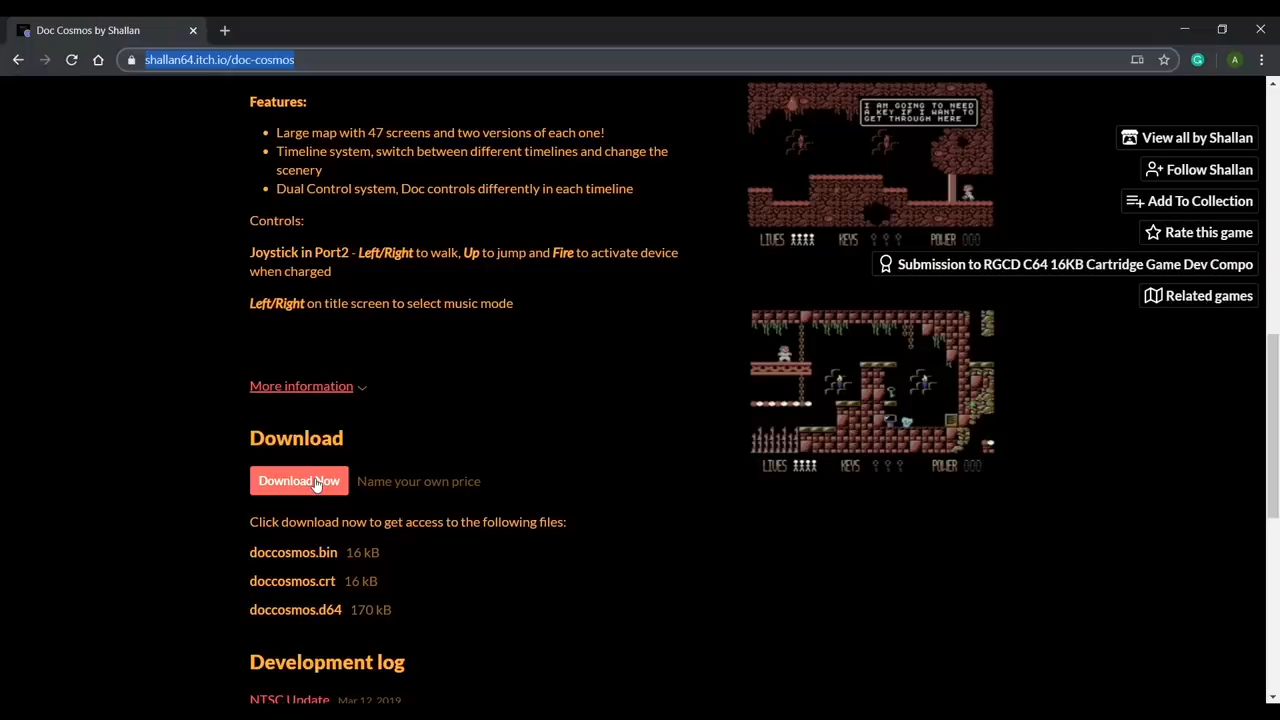 Doc Cosmos by Shallan
shallan64.itch.io/doc-cosmos
A
Features:
Large map with 47 screens and two versions of each one!
Timeline system, switch between different timelines and change the
scenery
Dual Control system, Doc controls differently in each timeline
Controls:
Joystick in Port2 - Left/Right to walk, Up to jump and Fire to activate device
when charged
Left/Right on title screen to select music mode
More information
Download
Download Now Name your own price
Click download now to get access to the following files:
doccosmos.bin 16 kB
doccosmos.crt 16 kB
doccosmos.d64 170 kB
Development log
NTSC Update Mar 12, 2019
I AM GOING TO NEED
A KEY IF I WANT TO
GET THROUGH HERE
LIVES KEYS POWER
LIVES KEYS POWER
View all by Shallan
Follow Shallan
Add To Collection
Rate this game
Submission to RGCD C64 16KB Cartridge Game Dev Compo
Related games